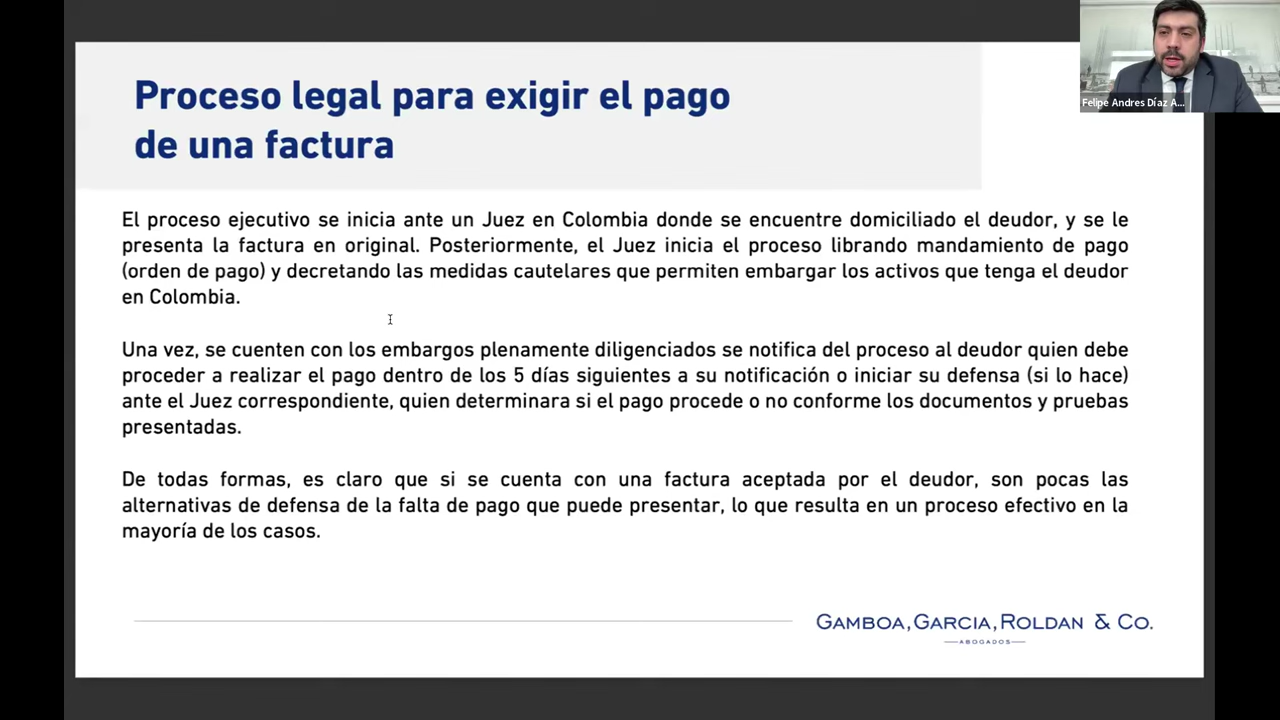 Proceso legal para exigir el pago
de una factura
Felipe Andres Díaz A...
El proceso ejecutivo se inicia ante un Juez en Colombia donde se encuentre domiciliado el deudor, y se le
presenta la factura en original. Posteriormente, el Juez inicia el proceso librando mandamiento de pago
(orden de pago) y decretando las medidas cautelares que permiten embargar los activos que tenga el deudor
en Colombia.
Una vez, se cuenten con los embargos plenamente diligenciados se notifica del proceso al deudor quien debe
proceder a realizar el pago dentro de los 5 días siguientes a su notificación o iniciar su defensa (si lo hace)
ante el Juez correspondiente, quien determinara si el pago procede o no conforme los documentos y pruebas
presentadas.
De todas formas, es claro que si se cuenta con una factura aceptada por el deudor, son pocas las
alternativas de defensa de la falta de pago que puede presentar, lo que resulta en un proceso efectivo en la
mayoría de los casos.
GAMBOA, GARCIA, ROLDAN & CO.
ABOGADOS